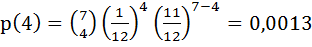 p(4) = (7 4) (1/12)^4 (11/12)^(7−4) = 0,0013